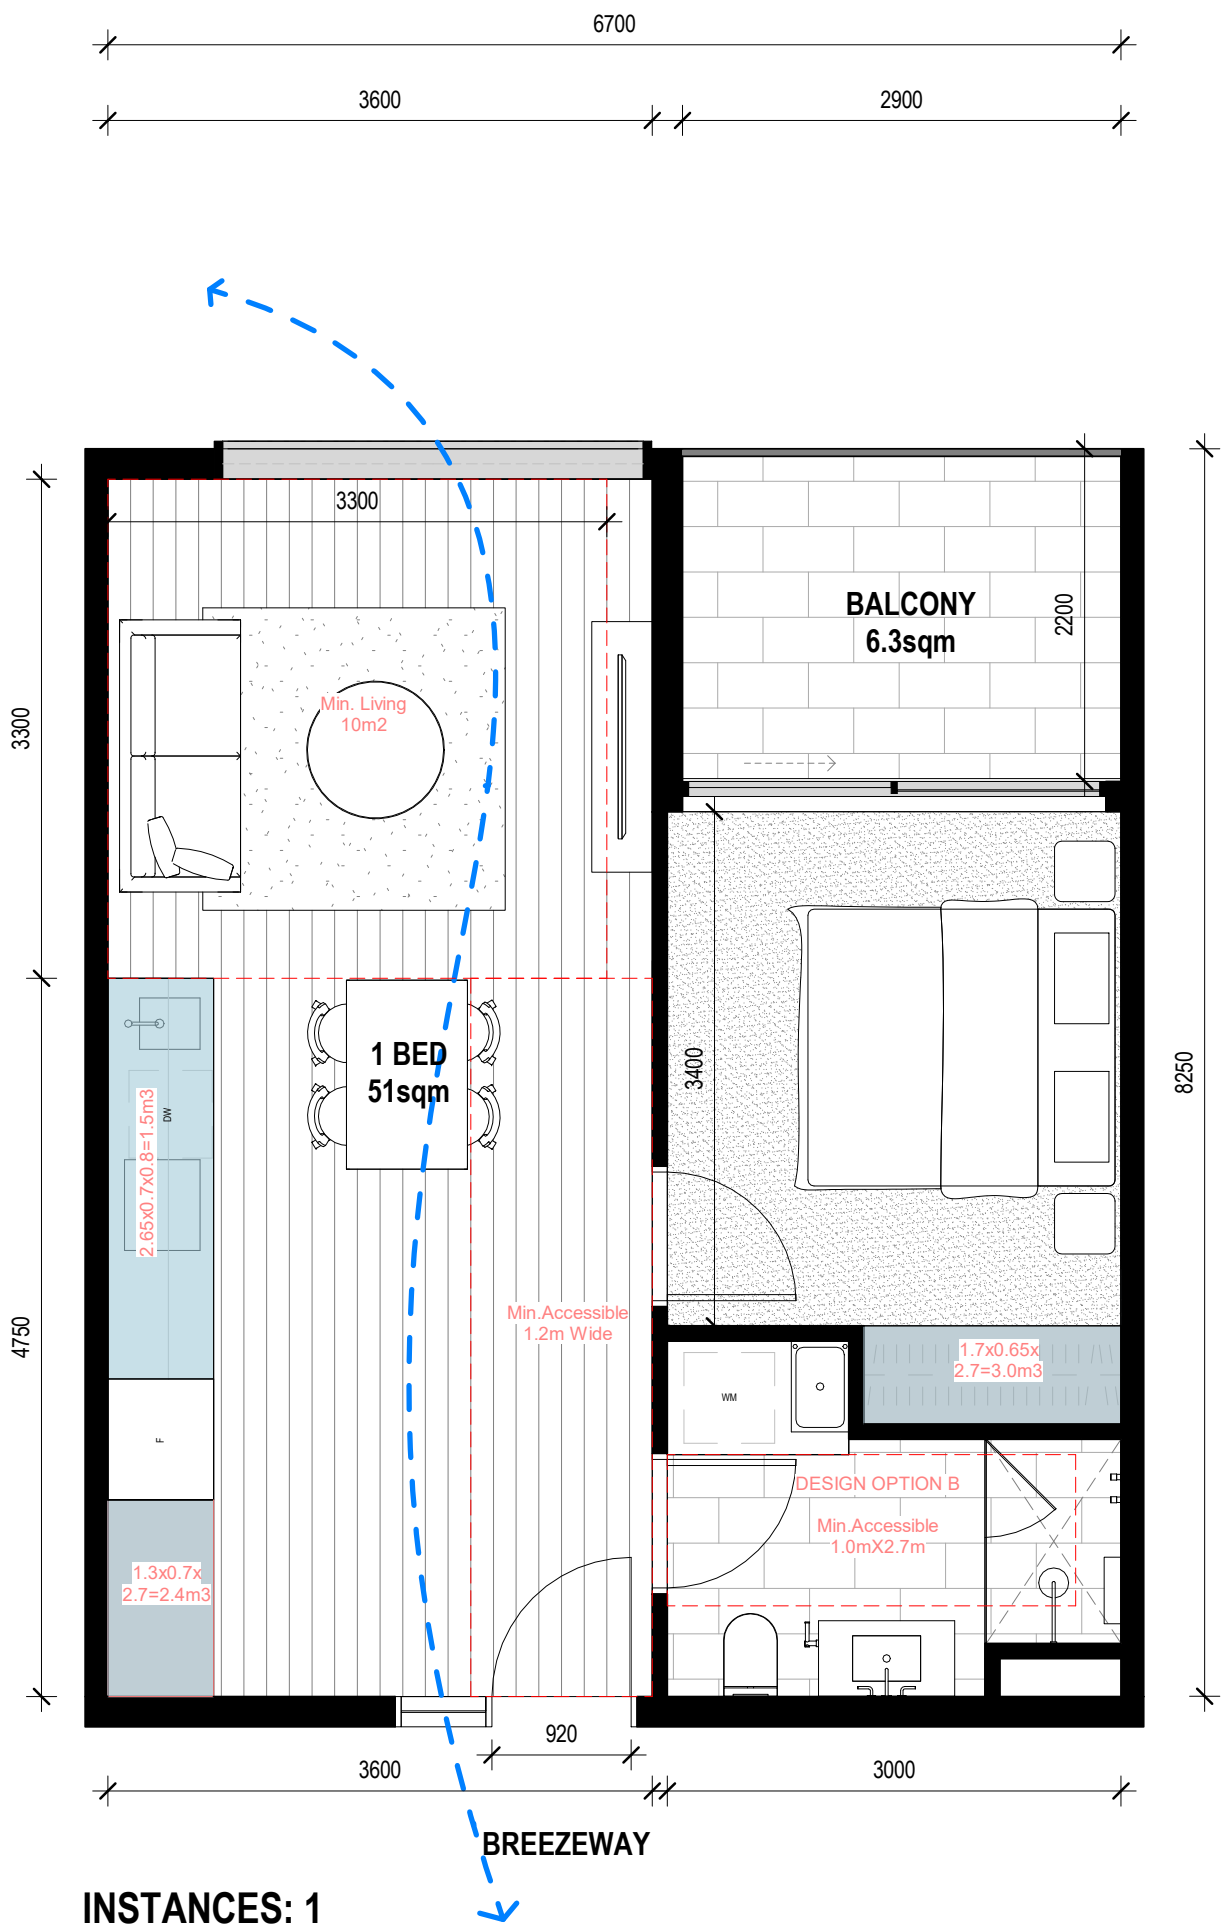 6700
3600
2900
3300
Min. Living
10m2
BALCONY
6.3sqm
2200
3300
1 BED
51sqm
2.65x0.7x0.8=1.5m3
DW
3400
8250
4750
Min.Accessible
1.2m Wide
F
WM
1.7x0.65x
2.7=3.0m3
DESIGN OPTION B
Min.Accessible
1.0mX2.7m
1.3x0.7x
2.7=2.4m3
920
3600
3000
BREEZEWAY
INSTANCES: 1